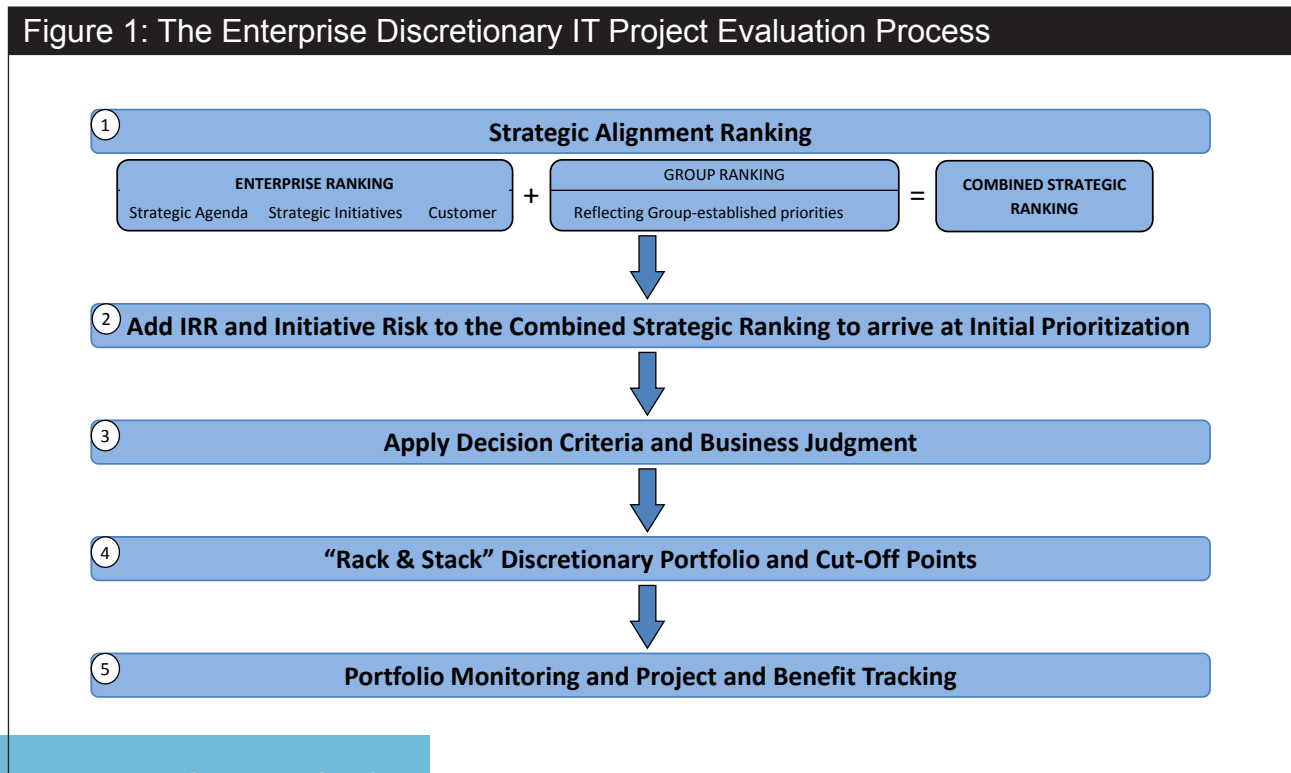 Figure 1: The Enterprise Discretionary IT Project Evaluation Process
1
Strategic Alignment Ranking
ENTERPRISE RANKING
Strategic Agenda Strategic Initiatives Customer
+
GROUP RANKING
Reflecting Group-established priorities
=
COMBINED STRATEGIC
RANKING
2
Add IRR and Initiative Risk to the Combined Strategic Ranking to arrive at Initial Prioritization
3
Apply Decision Criteria and Business Judgment
4
“Rack & Stack” Discretionary Portfolio and Cut-Off Points
5
Portfolio Monitoring and Project and Benefit Tracking